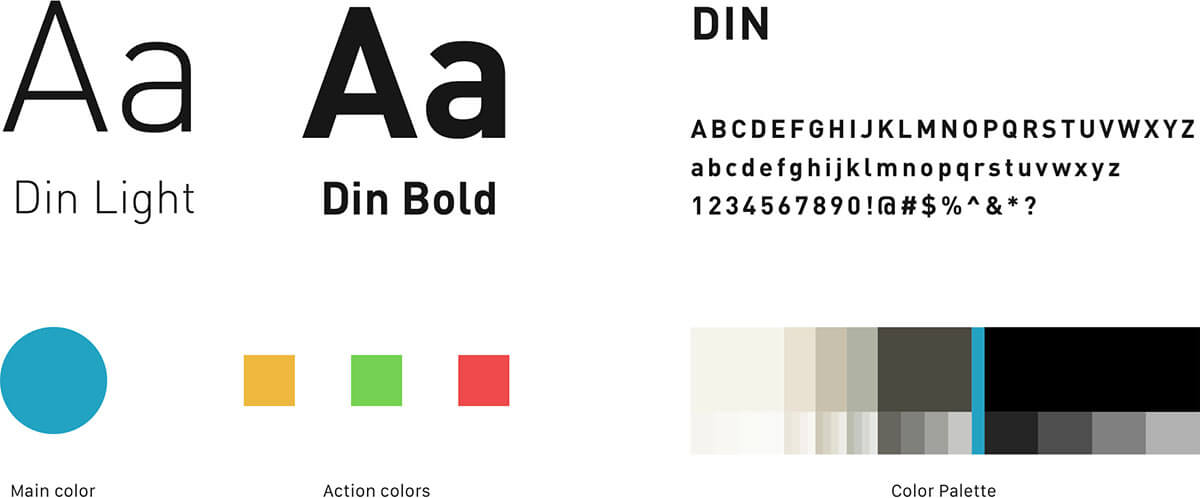 Aa
Din Light
Aa
Din Bold
DIN
ABCDEFGHIJKLMNOPQRSTUVWXYZ
abcdefghijklmnopqrstuvwxyz
1234567890!@#$%^&*?
Main color
Action colors
Color Palette